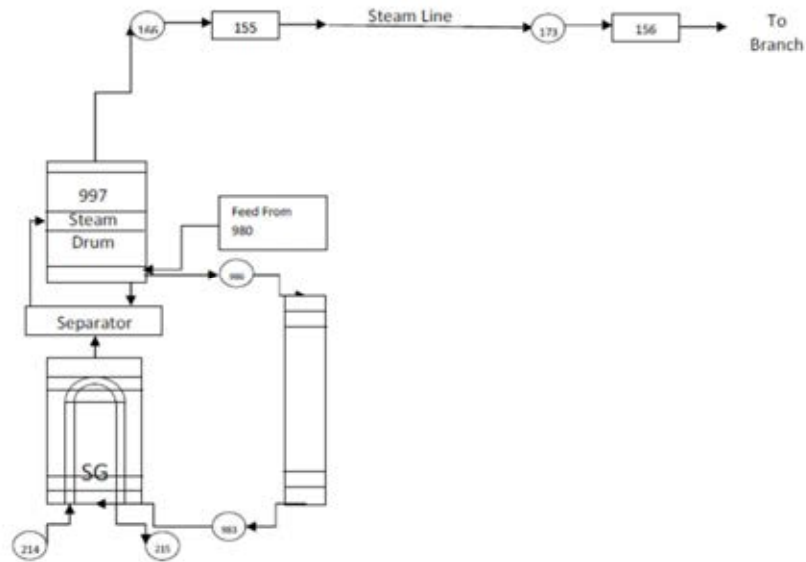 166
155
Steam Line
173
156
To
Branch
997
Steam
Drum
Feed From
980
986
Separator
SG
983
214
215